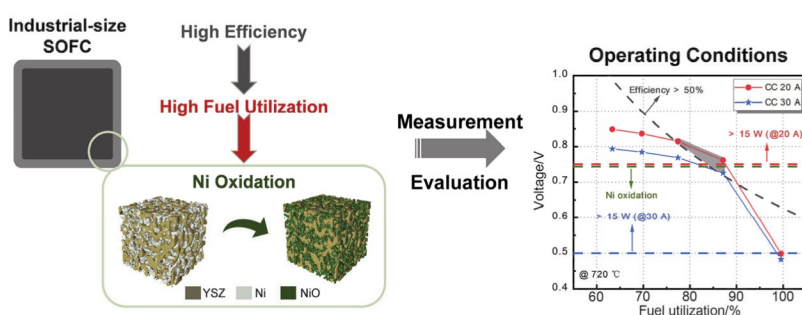 Industrial-size
SOFC
High Efficiency
High Fuel Utilization
Ni Oxidation
YSZ
Ni
NiO
Measurement
Evaluation
Operating Conditions
1.0
0.9
0.8
0.7
0.6
0.5
0.4
Voltage/V
Efficiency > 50%
CC 20 A
CC 30 A
> 15 W (@20 A)
Ni oxidation
> 15 W (@30 A)
@ 720 ℃
60
70
80
90
100
Fuel utilization/%